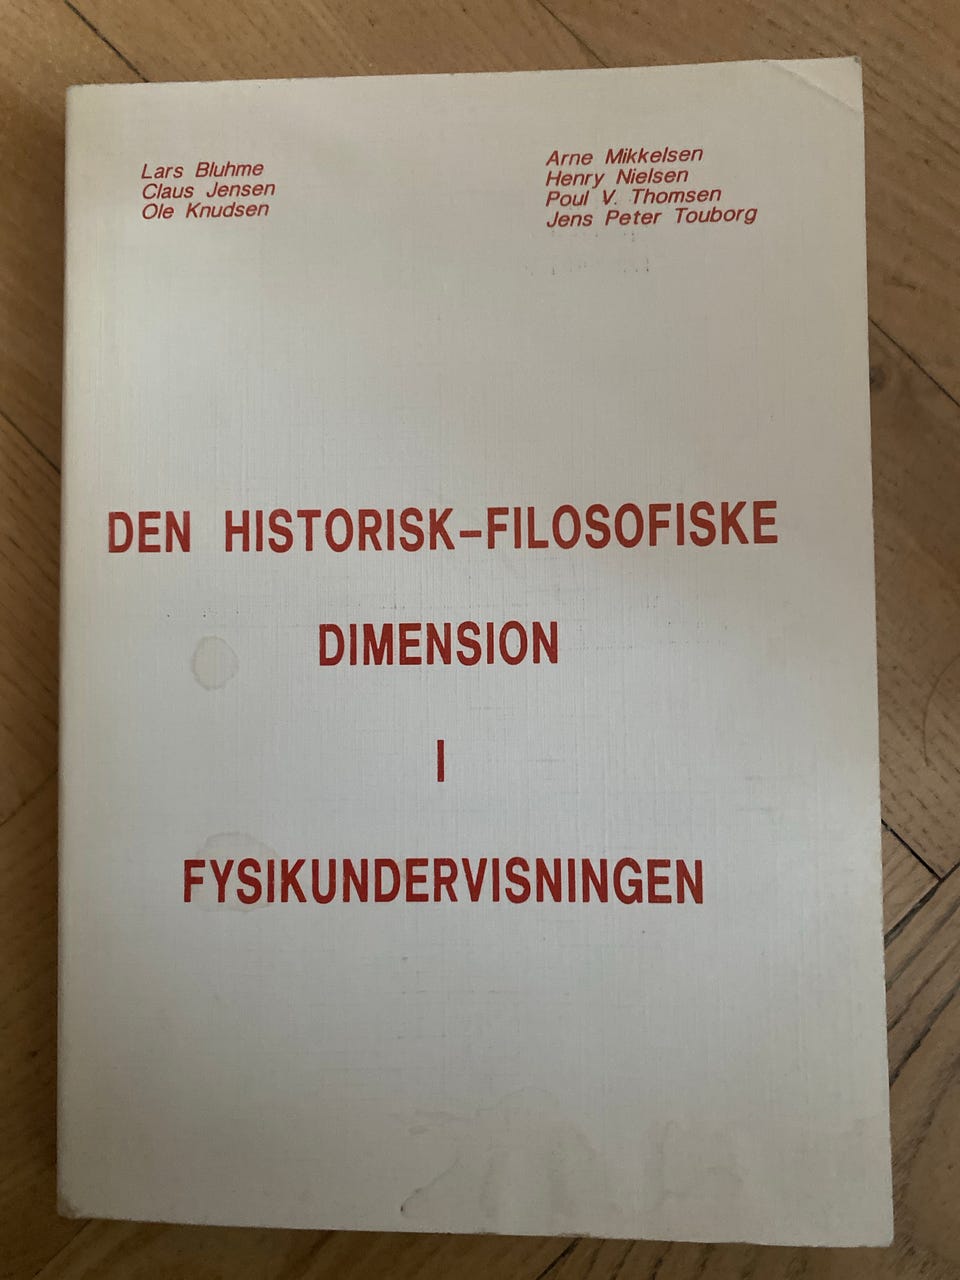 Lars Bluhme
Claus Jensen
Ole Knudsen
Arne Mikkelsen
Henry Nielsen
Poul V. Thomsen
Jens Peter Touborg
DEN HISTORISK-FILOSOFISKE
DIMENSION
I
FYSIKUNDERVISNINGEN